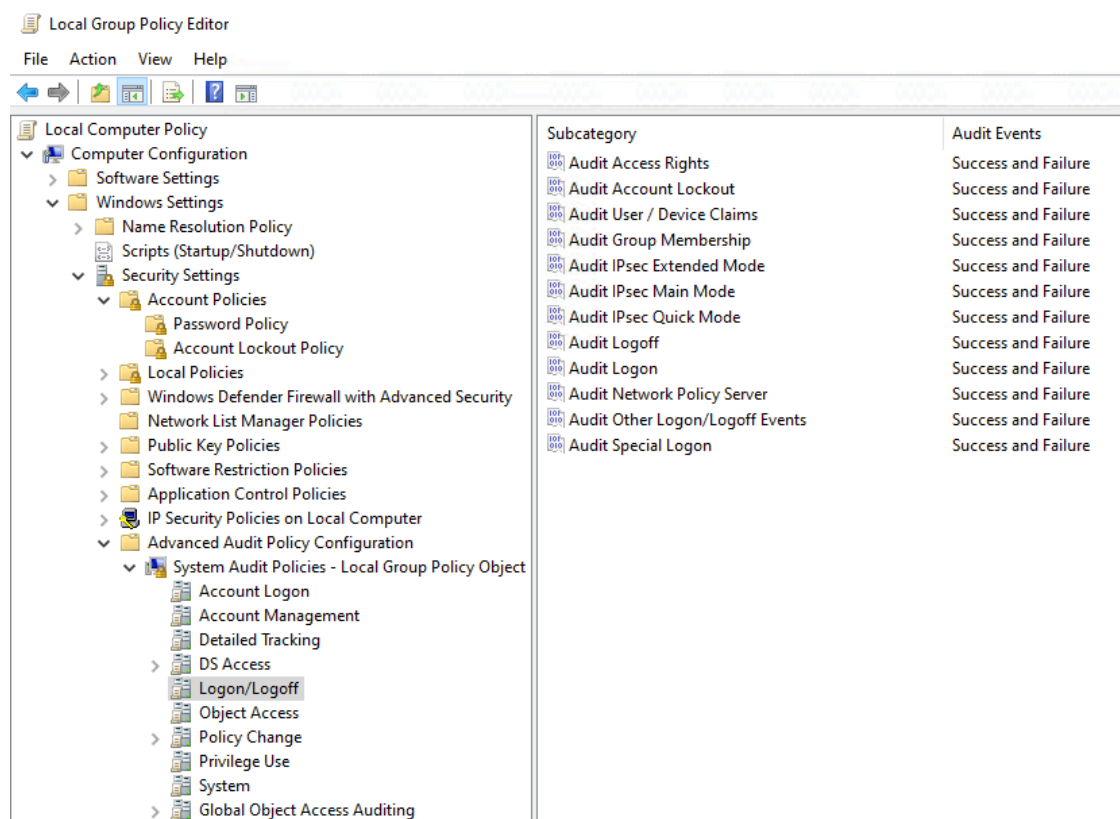 Local Group Policy Editor
File Action View Help
Local Computer Policy
Computer Configuration
Software Settings
Windows Settings
Name Resolution Policy
Scripts (Startup/Shutdown)
Security Settings
Account Policies
Password Policy
Account Lockout Policy
Local Policies
Windows Defender Firewall with Advanced Security
Network List Manager Policies
Public Key Policies
Software Restriction Policies
Application Control Policies
IP Security Policies on Local Computer
Advanced Audit Policy Configuration
System Audit Policies - Local Group Policy Object
Account Logon
Account Management
Detailed Tracking
DS Access
Logon/Logoff
Object Access
Policy Change
Privilege Use
System
Global Object Access Auditing
Subcategory Audit Events
Audit Access Rights Success and Failure
Audit Account Lockout Success and Failure
Audit User / Device Claims Success and Failure
Audit Group Membership Success and Failure
Audit IPsec Extended Mode Success and Failure
Audit IPsec Main Mode Success and Failure
Audit IPsec Quick Mode Success and Failure
Audit Logoff Success and Failure
Audit Logon Success and Failure
Audit Network Policy Server Success and Failure
Audit Other Logon/Logoff Events Success and Failure
Audit Special Logon Success and Failure